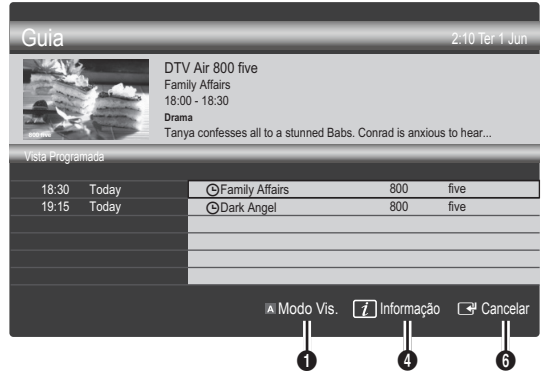 Guia
2:10 Ter 1 Jun
DTV Air 800 five
Family Affairs
18:00 - 18:30
Drama
Tanya confesses all to a stunned Babs. Conrad is anxious to hear...
800 five
Vista Programada
18:30 Today Family Affairs 800 five
19:15 Today Dark Angel 800 five
A Modo Vis. i Informação Cancelar
1 4 6